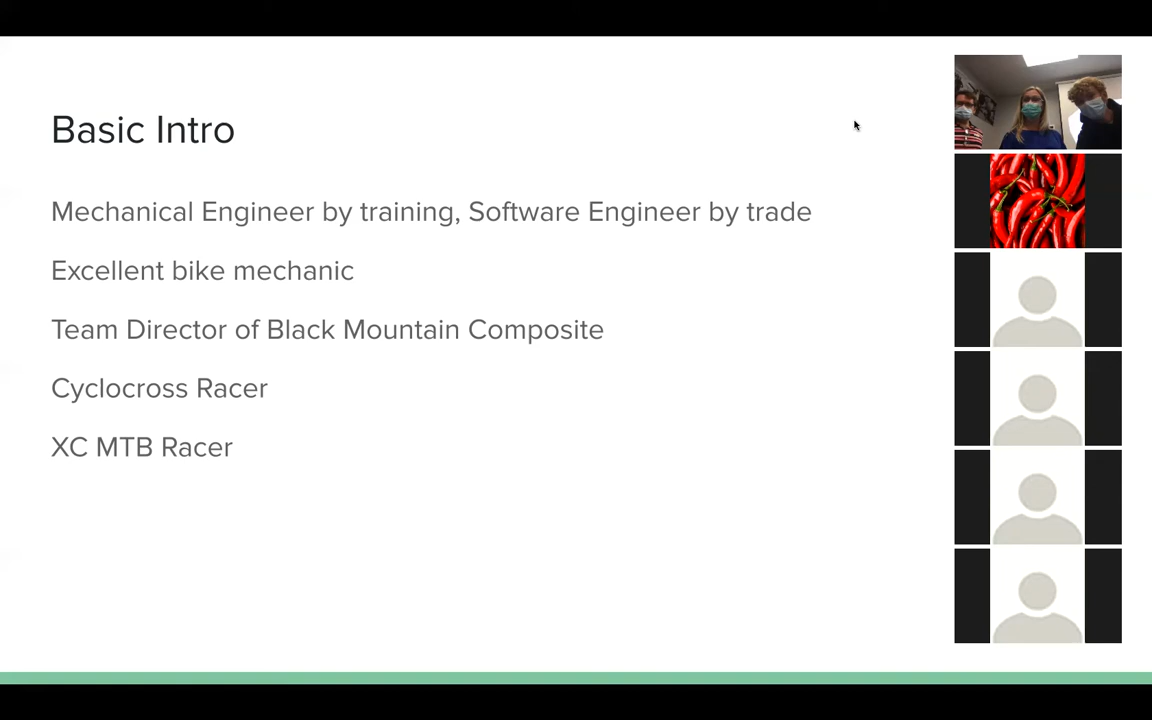 Basic Intro
Mechanical Engineer by training, Software Engineer by trade
Excellent bike mechanic
Team Director of Black Mountain Composite
Cyclocross Racer
XC MTB Racer